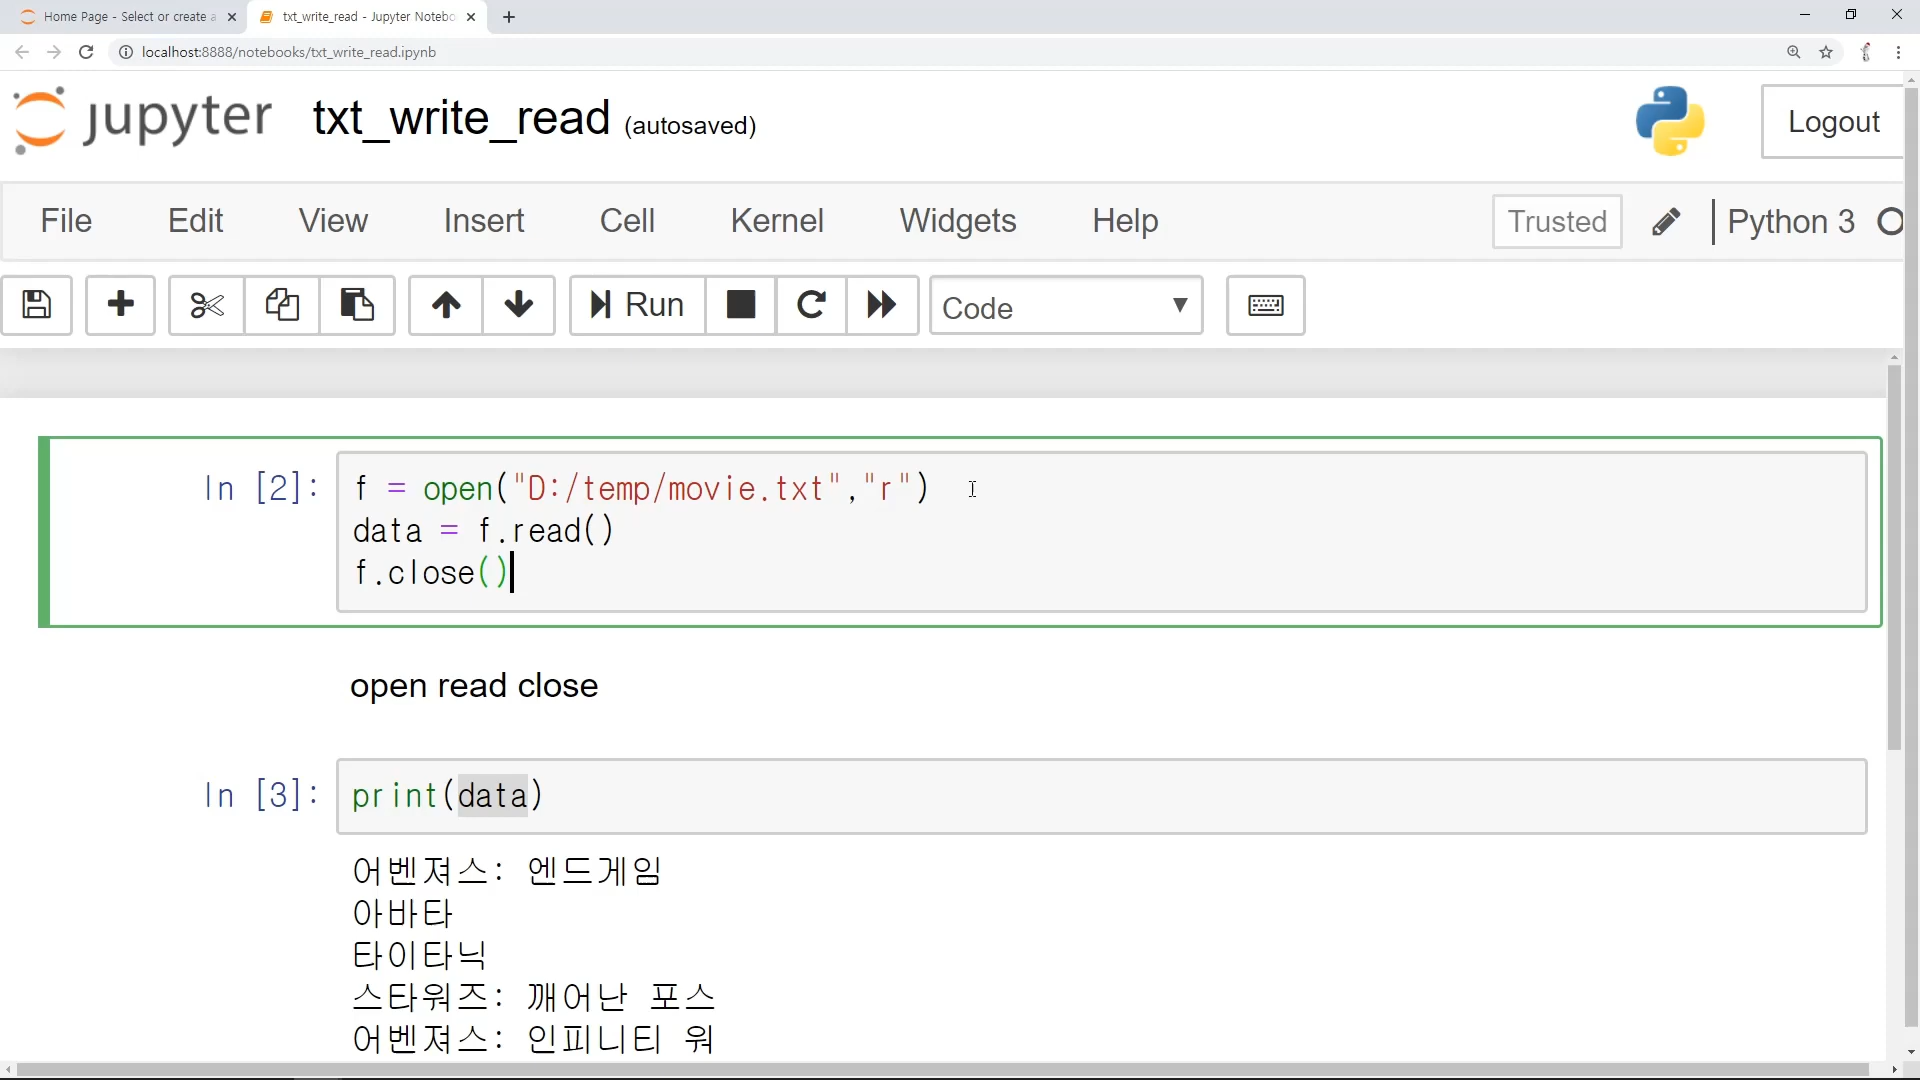 Home Page - Select or create a
txt_write_read - Jupyter Notebo
localhost:8888/notebooks/txt_write_read.ipynb
jupyter txt_write_read (autosaved)
Logout
File Edit View Insert Cell Kernel Widgets Help
Trusted Python 3
Run Code
In [2]: f = open("D:/temp/movie.txt","r")
data = f.read()
f.close()
open read close
In [3]: print(data)
어벤져스: 엔드게임
아바타
타이타닉
스타워즈: 깨어난 포스
어벤져스: 인피니티 워